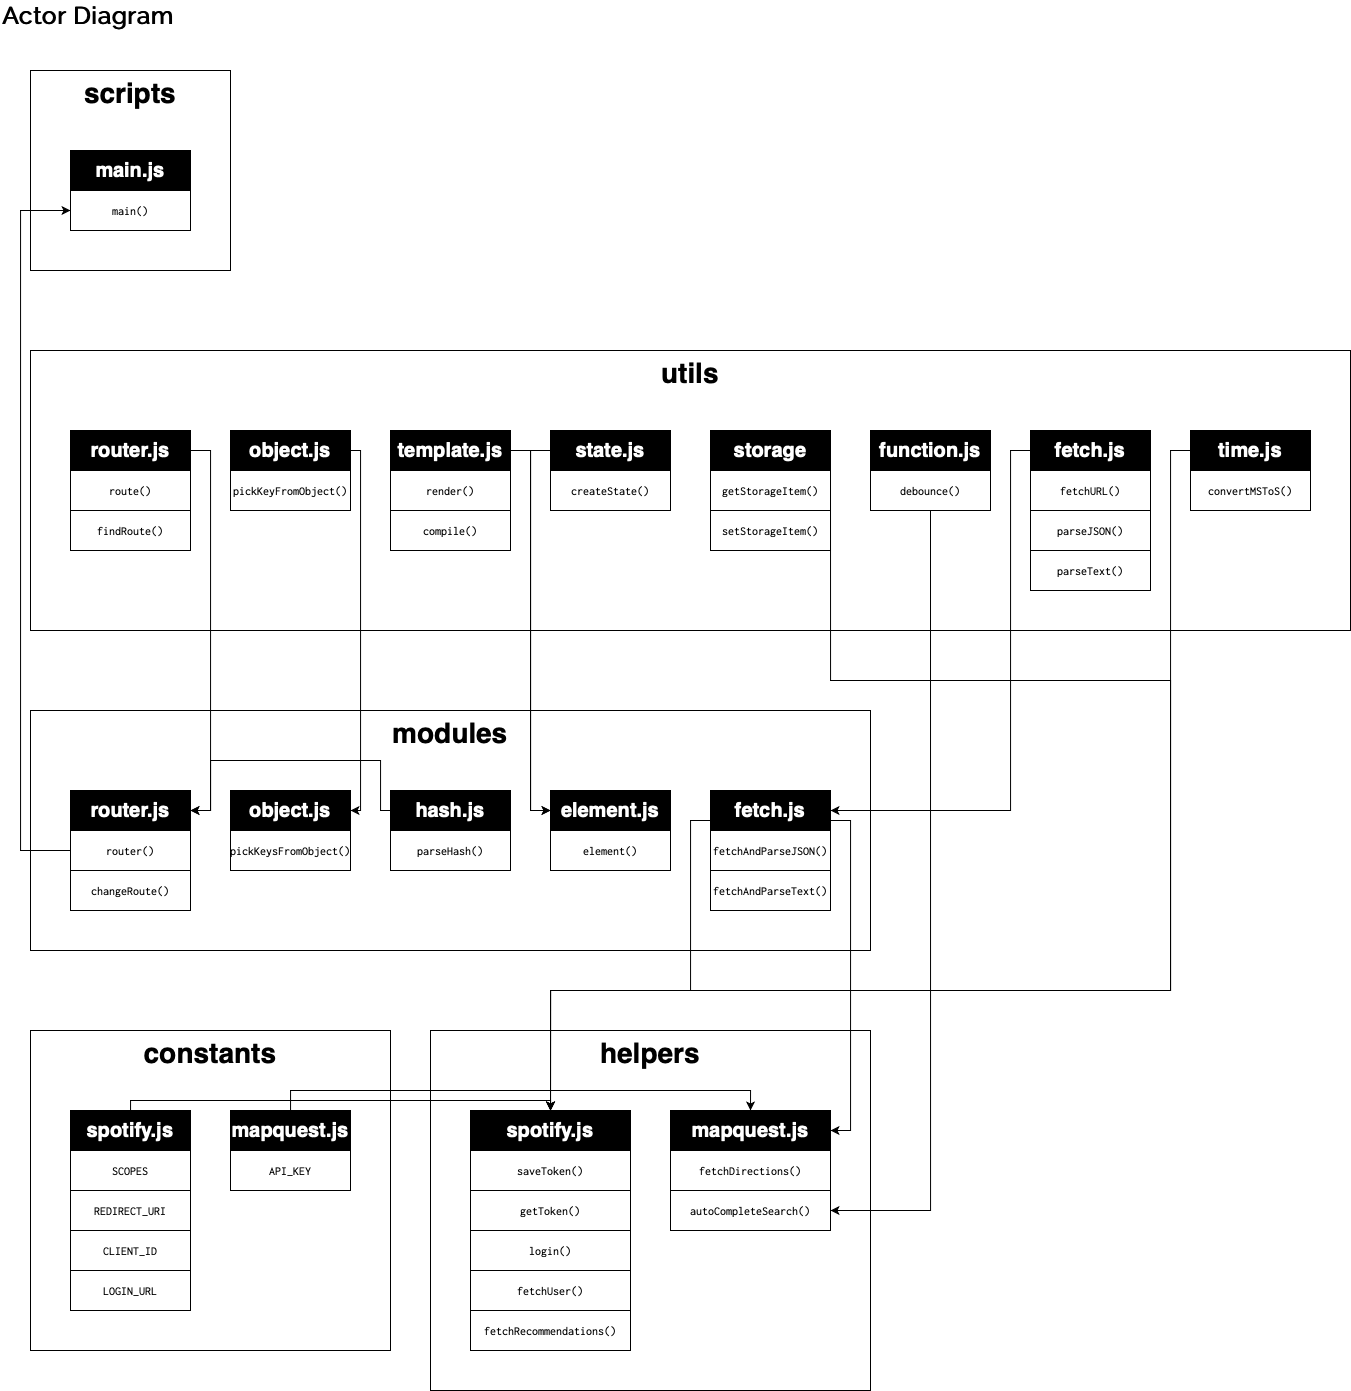 Actor Diagram
scripts
main.js
main()
utils
router.js
route()
findRoute()
object.js
pickKeyFromObject()
template.js
render()
compile()
state.js
createState()
storage
getStorageItem()
setStorageItem()
function.js
debounce()
fetch.js
fetchURL()
parseJSON()
parseText()
time.js
convertMSToS()
modules
router.js
router()
changeRoute()
object.js
pickKeysFromObject()
hash.js
parseHash()
element.js
element()
fetch.js
fetchAndParseJSON()
fetchAndParseText()
constants
spotify.js
SCOPES
REDIRECT_URI
CLIENT_ID
LOGIN_URL
mapquest.js
API_KEY
helpers
spotify.js
saveToken()
getToken()
login()
fetchUser()
fetchRecommendations()
mapquest.js
fetchDirections()
autoCompleteSearch()